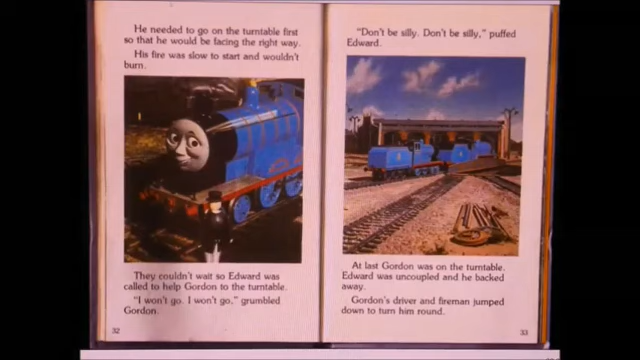 He needed to go on the turntable first
so that he would be facing the right way.
His fire was slow to start and wouldn't
burn.
They couldn't wait so Edward was
called to help Gordon to the turntable.
"I won't go. I won't go," grumbled
Gordon.
32
"Don't be silly. Don't be silly," puffed
Edward.
At last Gordon was on the turntable.
Edward was uncoupled and he backed
away.
Gordon's driver and fireman jumped
down to turn him round.
33